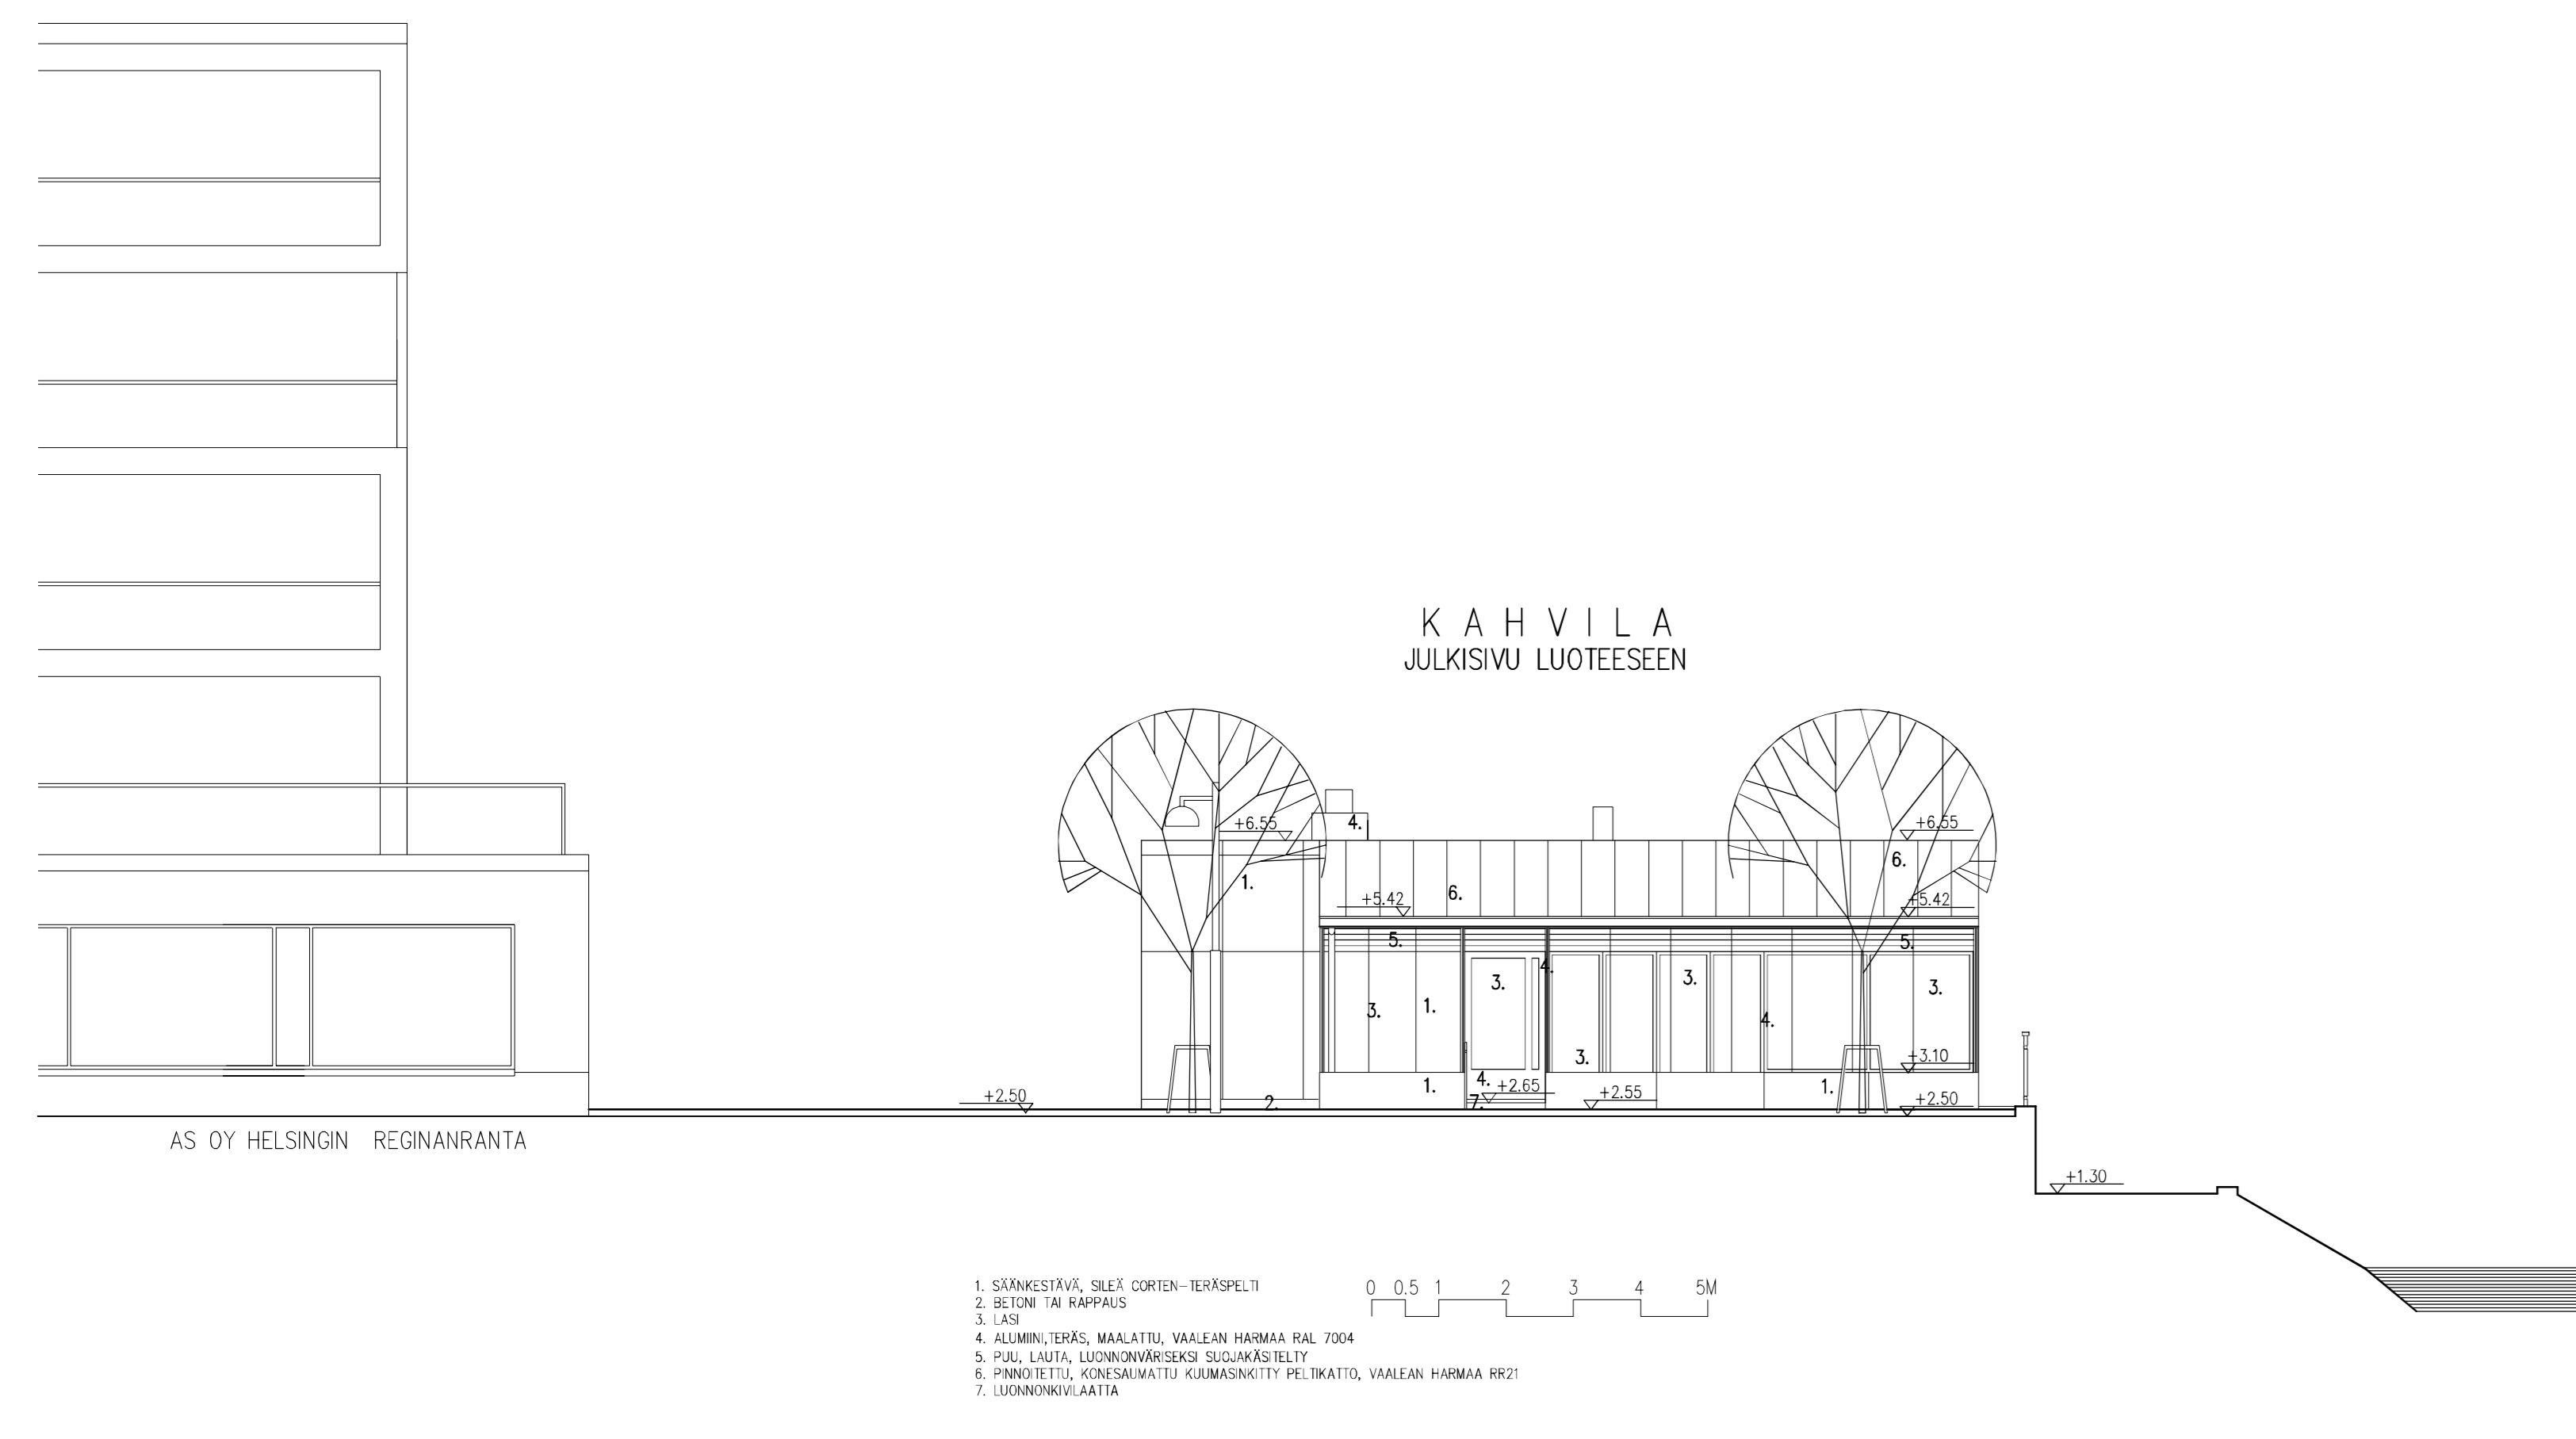 K A H V I L A
JULKISIVU LUOTEESEEN
+6.55
4.
+6.55
6.
1.
6.
+5.42
+5.42
5.
5.
4.
3.
3.
3.
1.
3.
4.
3.
+3.10
4.
1.
+2.65
1.
+2.50
2.
7.
+2.55
+2.50
AS OY HELSINGIN REGINANRANTA
+1.30
1. SÄÄNKESTÄVÄ, SILEÄ CORTEN-TERÄSPELTI
2. BETONI TAI RAPPAUS
3. LASI
4. ALUMIINI,TERÄS, MAALATTU, VAALEAN HARMAA RAL 7004
5. PUU, LAUTA, LUONNONVÄRISEKSI SUOJAKÄSITELTY
6. PINNOITETTU, KONESAUMATTU KUUMASINKITTY PELTIKATTO, VAALEAN HARMAA RR21
7. LUONNONKIVILAATTA
0 0.5 1 2 3 4 5M